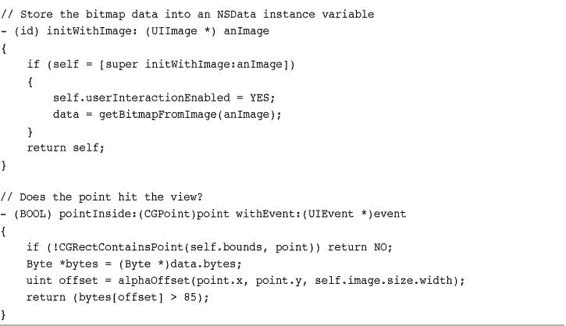 // Store the bitmap data into an NSData instance variable
- (id) initWithImage: (UIImage *) anImage
{
    if (self = [super initWithImage:anImage])
    {
        self.userInteractionEnabled = YES;
        data = getBitmapFromImage(anImage);
    }
    return self;
}

// Does the point hit the view?
- (BOOL) pointInside:(CGPoint)point withEvent:(UIEvent *)event
{
    if (!CGRectContainsPoint(self.bounds, point)) return NO;
    Byte *bytes = (Byte *)data.bytes;
    uint offset = alphaOffset(point.x, point.y, self.image.size.width);
    return (bytes[offset] > 85);
}